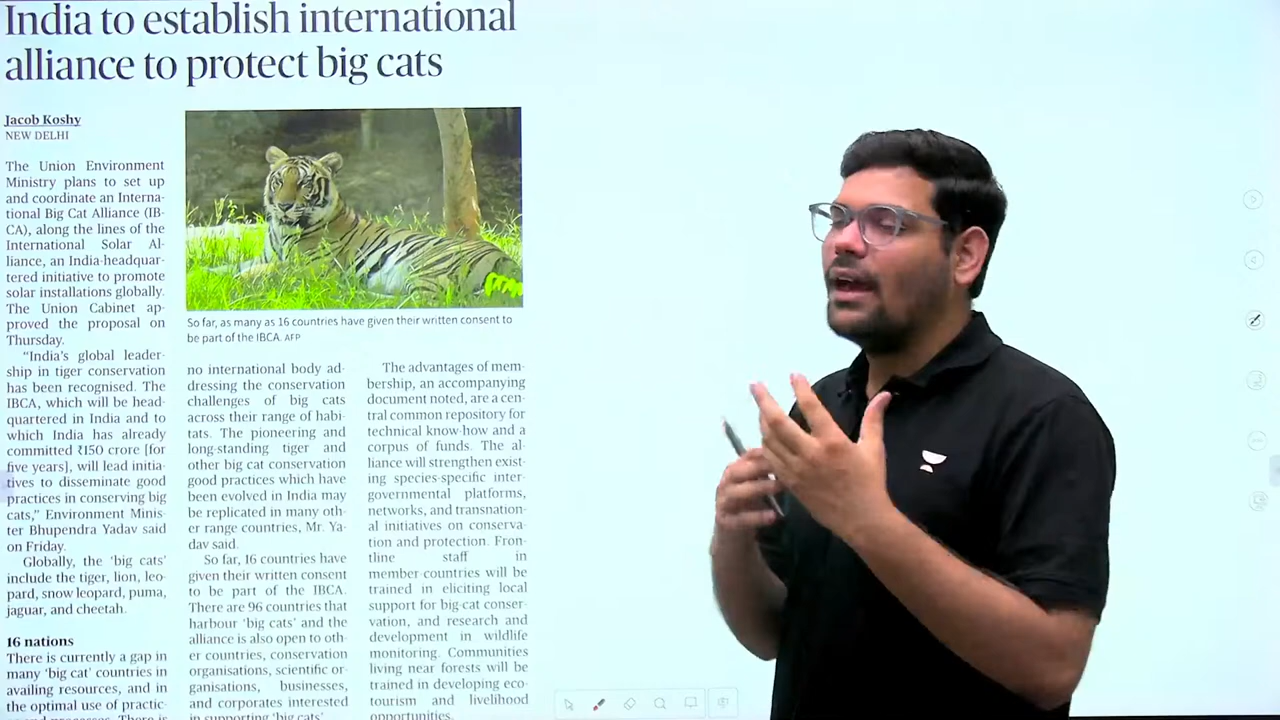 India to establish international
alliance to protect big cats
Jacob Koshy
NEW DELHI
The Union Environment
Ministry plans to set up
and coordinate an Interna-
tional Big Cat Alliance (IB-
CA), along the lines of the
International Solar Al-
liance, an India-headquar-
tered initiative to promote
solar installations globally.
The Union Cabinet ap-
proved the proposal on
Thursday.
"India's global leader-
ship in tiger conservation
has been recognised. The
IBCA, which will be head-
quartered in India and to
which India has already
committed ₹150 crore [for
five years], will lead initia-
tives to disseminate good
practices in conserving big
cats," Environment Minis-
ter Bhupendra Yadav said
on Friday.
Globally, the 'big cats'
include the tiger, lion, leo-
pard, snow leopard, puma,
jaguar, and cheetah.
16 nations
There is currently a gap in
many 'big cat' countries in
availing resources, and in
the optimal use of practic-
es and processes. There is
So far, as many as 16 countries have given their written consent to
be part of the IBCA. AFP
no international body ad-
dressing the conservation
challenges of big cats
across their range of habi-
tats. The pioneering and
long-standing tiger and
other big cat conservation
good practices which have
been evolved in India may
be replicated in many oth-
er range countries, Mr. Ya-
dav said.
So far, 16 countries have
given their written consent
to be part of the IBCA.
There are 96 countries that
harbour 'big cats' and the
alliance is also open to oth-
er countries, conservation
organisations, scientific or-
ganisations, businesses,
and corporates interested
in supporting 'big cats'.
The advantages of mem-
bership, an accompanying
document noted, are a cen-
tral common repository for
technical know-how and a
corpus of funds. The al-
liance will strengthen exist-
ing species-specific inter-
governmental platforms,
networks, and transnation-
al initiatives on conserva-
tion and protection. Fron-
tline staff in
member-countries will be
trained in eliciting local
support for big-cat conser-
vation, and research and
development in wildlife
monitoring. Communities
living near forests will be
trained in developing eco-
tourism and livelihood
opportunities.